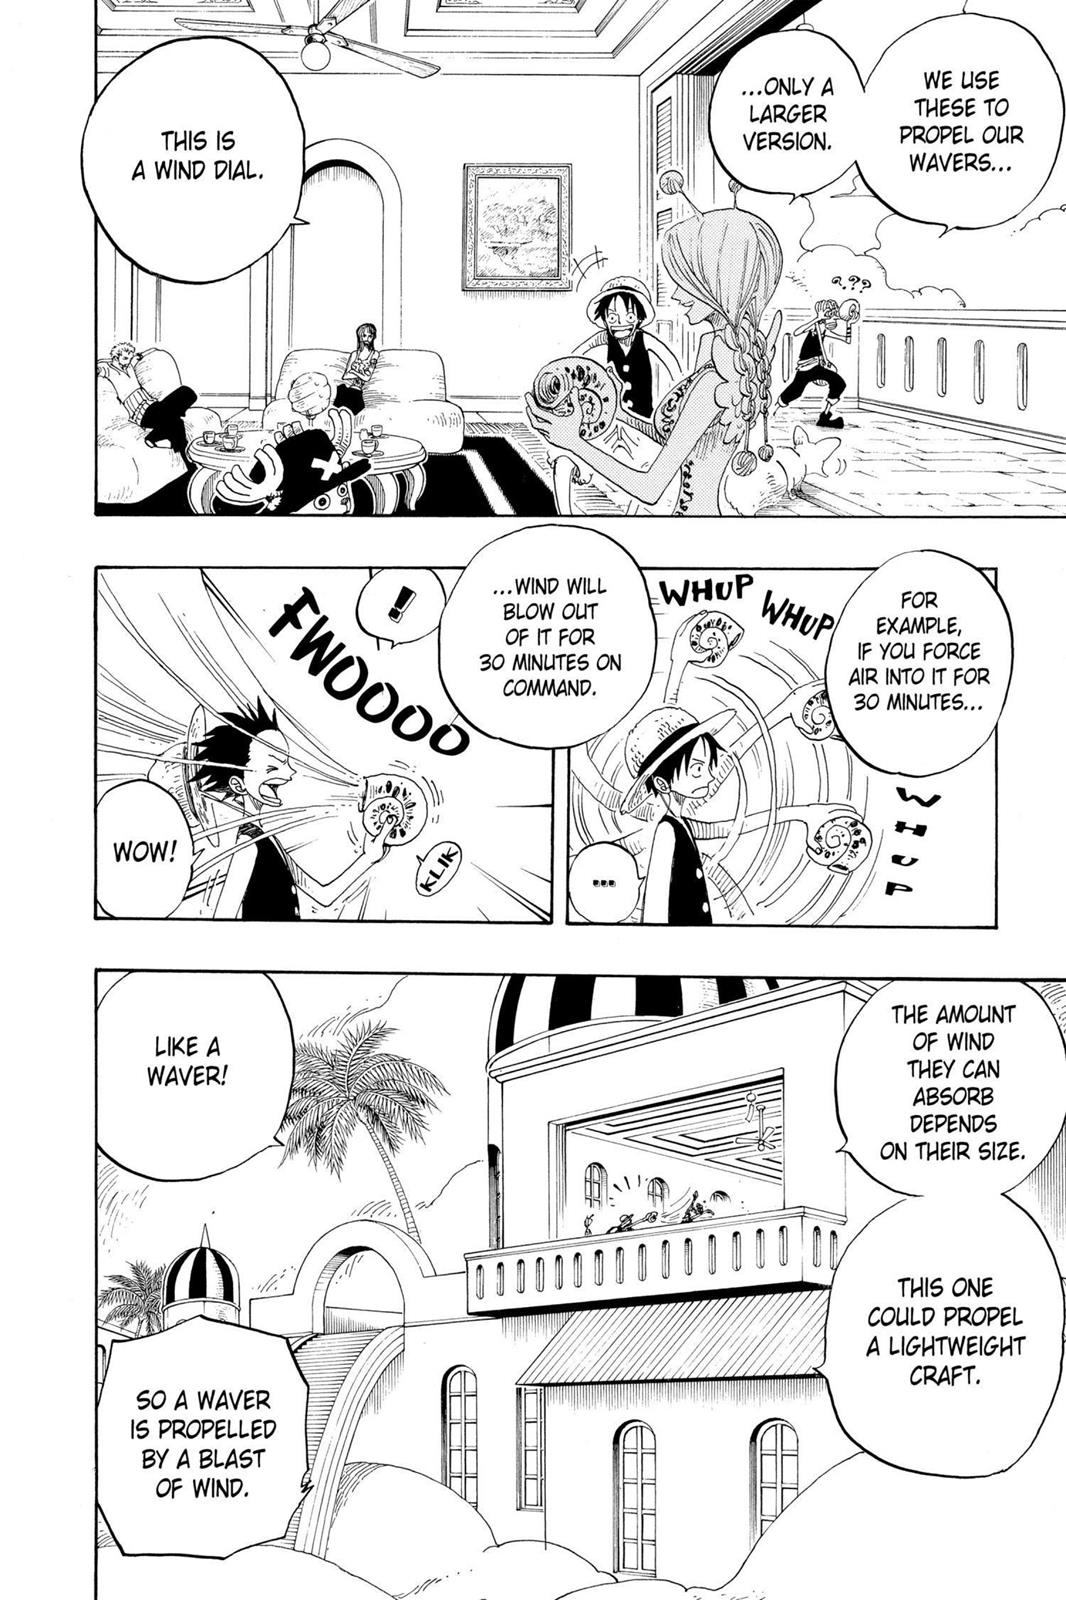 WE USE
THESE TO
PROPEL OUR
WAVERS...
...ONLY A
LARGER
VERSION.
?.??
THIS IS
A WIND DIAL.
FOR
EXAMPLE,
IF YOU FORCE
AIR INTO IT FOR
30 MINUTES...
WHUP
WHUP
WHUP
...
...WIND WILL
BLOW OUT
OF IT FOR
30 MINUTES ON
COMMAND.
!
FWOOOO
KLIK
WOW!
THE AMOUNT
OF WIND
THEY CAN
ABSORB
DEPENDS
ON THEIR SIZE.
THIS ONE
COULD PROPEL
A LIGHTWEIGHT
CRAFT.
LIKE A
WAVER!
SO A WAVER
IS PROPELLED
BY A BLAST
OF WIND.